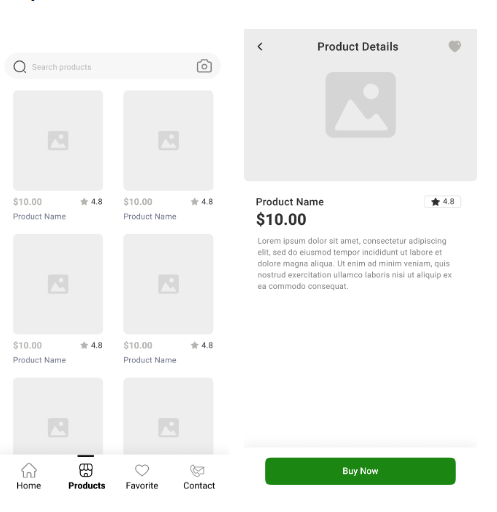 Search products
$10.00 4.8
Product Name
$10.00 4.8
Product Name
$10.00 4.8
Product Name
$10.00 4.8
Product Name
Home
Products
Favorite
Contact
Product Details
Product Name
4.8
$10.00
Lorem ipsum dolor sit amet, consectetur adipiscing
elit, sed do eiusmod tempor incididunt ut labore et
dolore magna aliqua. Ut enim ad minim veniam, quis
nostrud exercitation ullamco laboris nisi ut aliquip ex
ea commodo consequat.
Buy Now